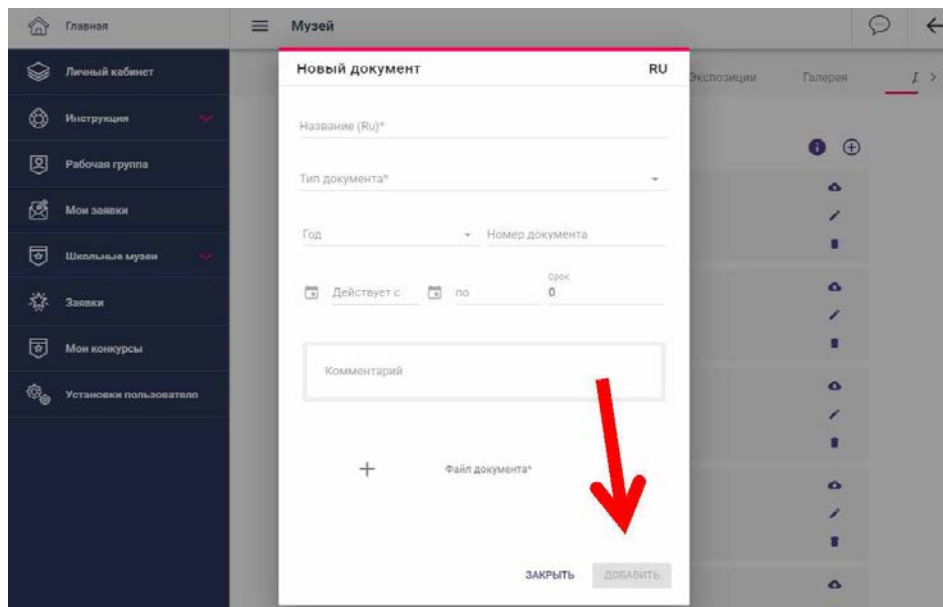 Главная
Музей
Личный кабинет
Инструкция
Рабочая группа
Мои заявки
Школьные музеи
Заявки
Мои конкурсы
Установки пользователя
Экспозиции
Галерея
Новый документ
RU
Название (Ru)*
Тип документа*
Год
Номер документа
Срок
Действует с
по
0
Комментарий
Файл документа*
ЗАКРЫТЬ
ДОБАВИТЬ